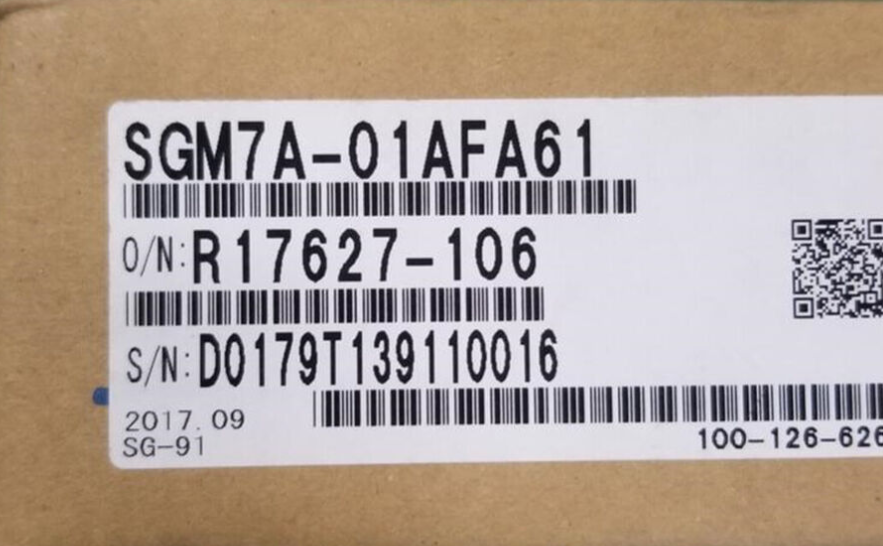 SGM7A-01AFA61
O/N: R17627-106
S/N: D0179T139110016
2017.09
SG-91
100-126-626